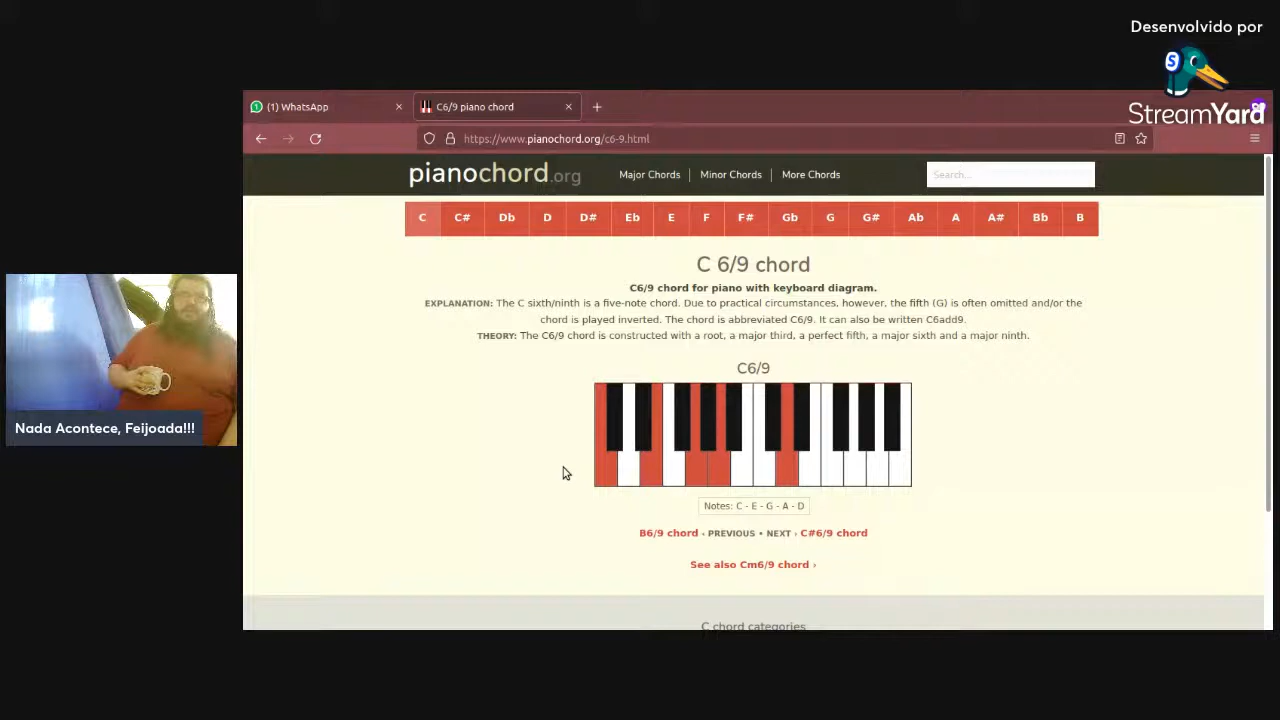 Desenvolvido por
StreamYard
(1) WhatsApp
C6/9 piano chord
https://www.pianochord.org/c6-9.html
pianochord.org
Major Chords
Minor Chords
More Chords
Search...
C C# Db D D# Eb E F F# Gb G G# Ab A A# Bb B
C 6/9 chord
C6/9 chord for piano with keyboard diagram.
EXPLANATION: The C sixth/ninth is a five-note chord. Due to practical circumstances, however, the fifth (G) is often omitted and/or the
chord is played inverted. The chord is abbreviated C6/9. It can also be written C6add9.
THEORY: The C6/9 chord is constructed with a root, a major third, a perfect fifth, a major sixth and a major ninth.
C6/9
Nada Acontece, Feijoada!!!
Notes: C - E - G - A - D
B6/9 chord ‹ PREVIOUS • NEXT › C#6/9 chord
See also Cm6/9 chord ›
C chord categories